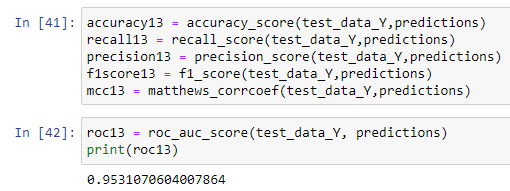 In [41]: accuracy13 = accuracy_score(test_data_Y,predictions)
recall13 = recall_score(test_data_Y,predictions)
precision13 = precision_score(test_data_Y,predictions)
f1score13 = f1_score(test_data_Y,predictions)
mcc13 = matthews_corrcoef(test_data_Y,predictions)
In [42]: roc13 = roc_auc_score(test_data_Y, predictions)
print(roc13)
0.9531070604007864